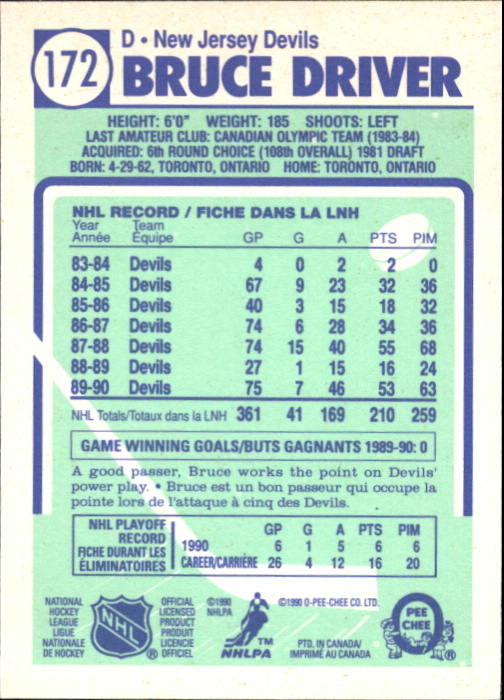 172
D • New Jersey Devils
BRUCE DRIVER
HEIGHT: 6'0" WEIGHT: 185 SHOOTS: LEFT
LAST AMATEUR CLUB: CANADIAN OLYMPIC TEAM (1983-84)
ACQUIRED: 6th ROUND CHOICE (108th OVERALL) 1981 DRAFT
BORN: 4-29-62, TORONTO, ONTARIO HOME: TORONTO, ONTARIO
NHL RECORD / FICHE DANS LA LNH
Year Team
Année Équipe GP G A PTS PIM
83-84 Devils 4 0 2 2 0
84-85 Devils 67 9 23 32 36
85-86 Devils 40 3 15 18 32
86-87 Devils 74 6 28 34 36
87-88 Devils 74 15 40 55 68
88-89 Devils 27 1 15 16 24
89-90 Devils 75 7 46 53 63
NHL Totals/Totaux dans la LNH 361 41 169 210 259
GAME WINNING GOALS/BUTS GAGNANTS 1989-90: 0
A good passer, Bruce works the point on Devils'
power play. • Bruce est un bon passeur qui occupe la
pointe lors de l'attaque à cinq des Devils.
NHL PLAYOFF
RECORD
FICHE DURANT LES
ÉLIMINATOIRES
GP G A PTS PIM
1990 6 1 5 6 6
CAREER/CARRIÈRE 26 4 12 16 20
NATIONAL
HOCKEY
LEAGUE
LIGUE
NATIONALE
DE HOCKEY
NHL
®
OFFICIAL
LICENSED
PRODUCT
PRODUIT
LICENCIE
OFFICIEL
©1990
NHLPA
TM
NHLPA
©1990 O-PEE-CHEE CO. LTD.
PTD. IN CANADA/
IMPRIMÉ AU CANADA
PEE
CHEE
®